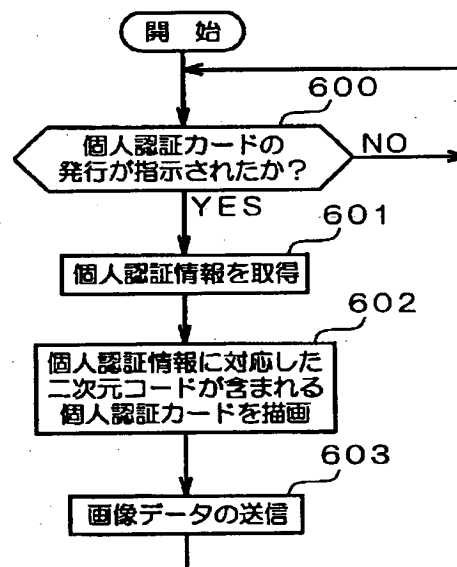 開 始
600
個人認証カードの
発行が指示されたか?
NO
YES
601
個人認証情報を取得
602
個人認証情報に対応した
二次元コードが含まれる
個人認証カードを描画
603
画像データの送信